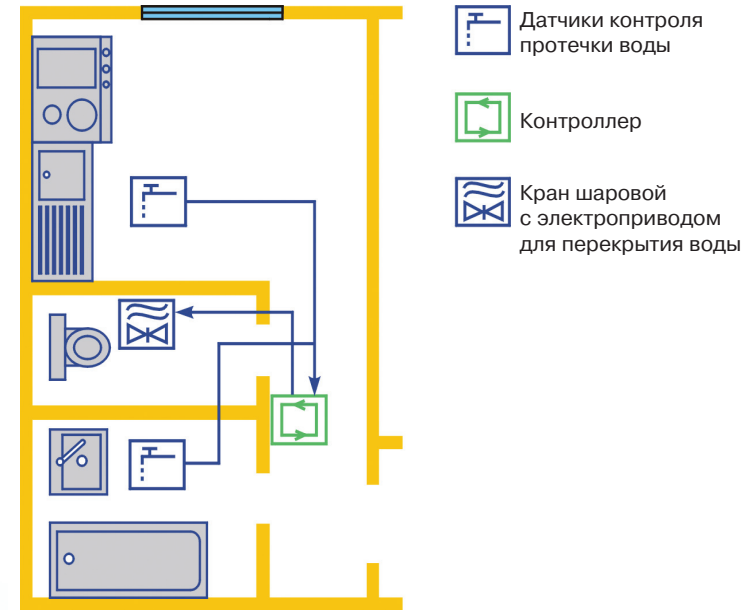 Датчики контроля
протечки воды
Контроллер
Кран шаровой
с электроприводом
для перекрытия воды